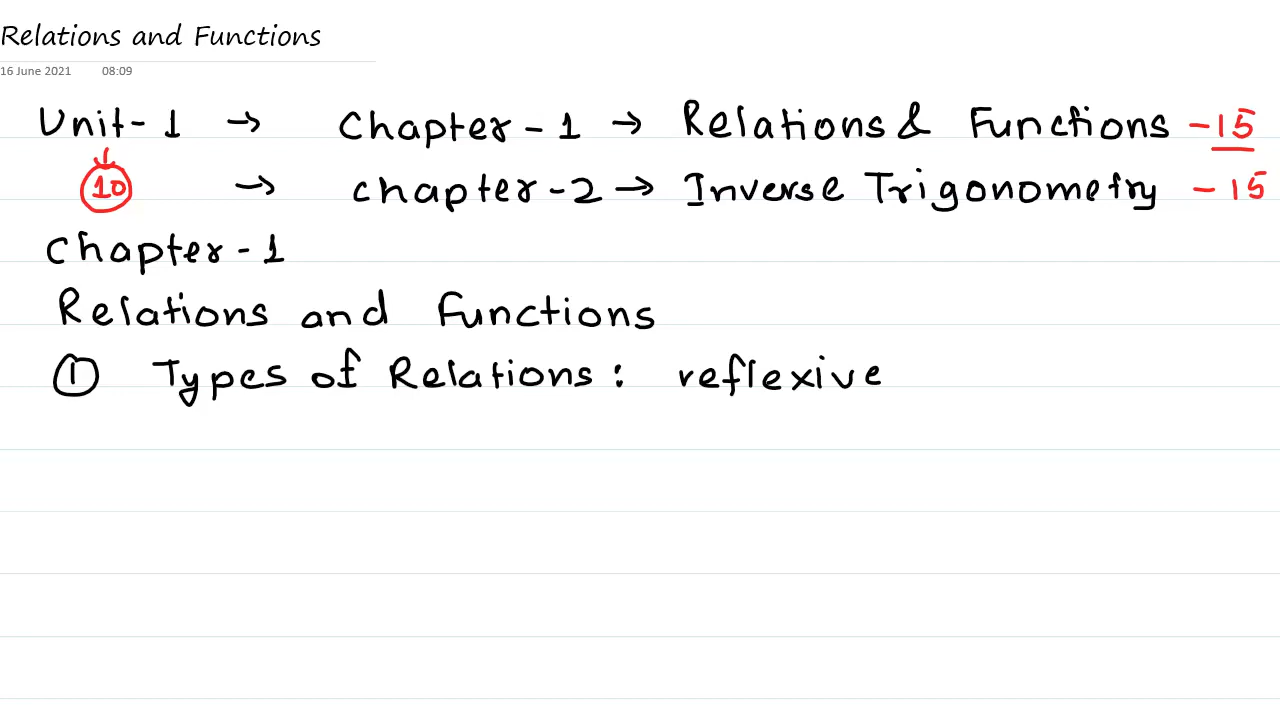 Relations and Functions
16 June 2021 08:09
Unit-1 → Chapter-1 → Relations & Functions -15
10 → chapter-2 → Inverse Trigonometry -15
Chapter-1
Relations and Functions
① Types of Relations: reflexive